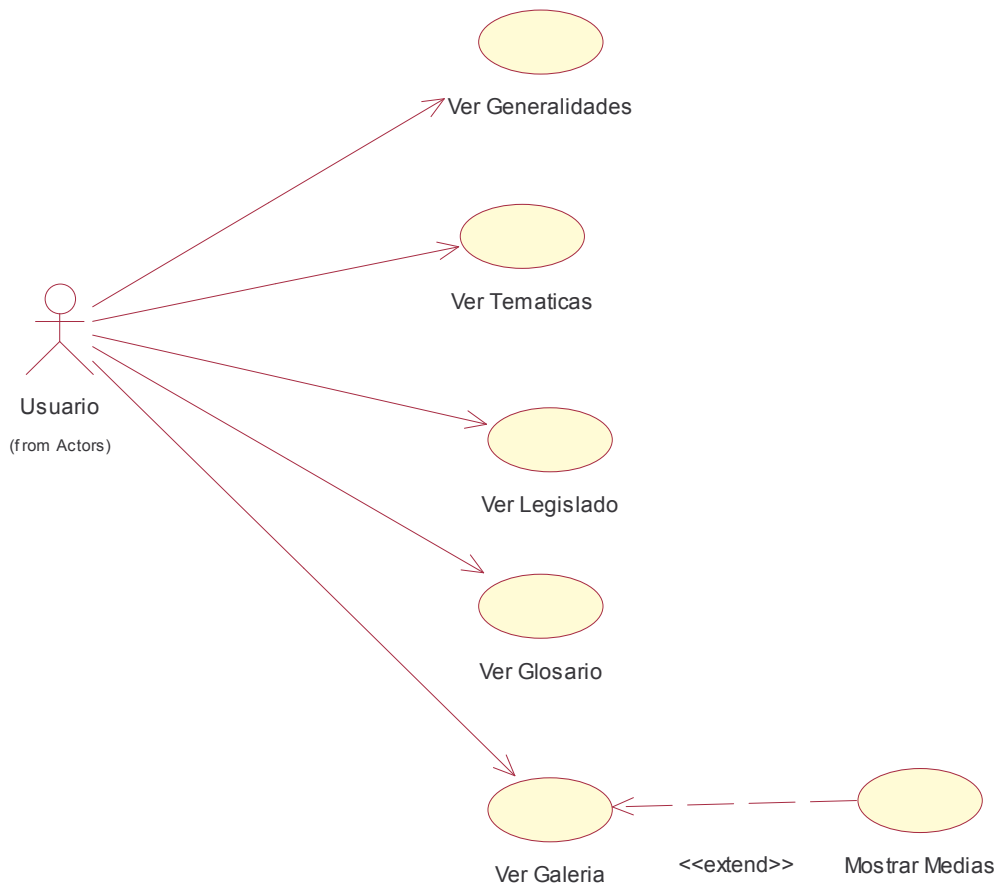 Ver Generalidades
Ver Tematicas
Usuario
(from Actors)
Ver Legislado
Ver Glosario
Ver Galeria
<<extend>>
Mostrar Medias